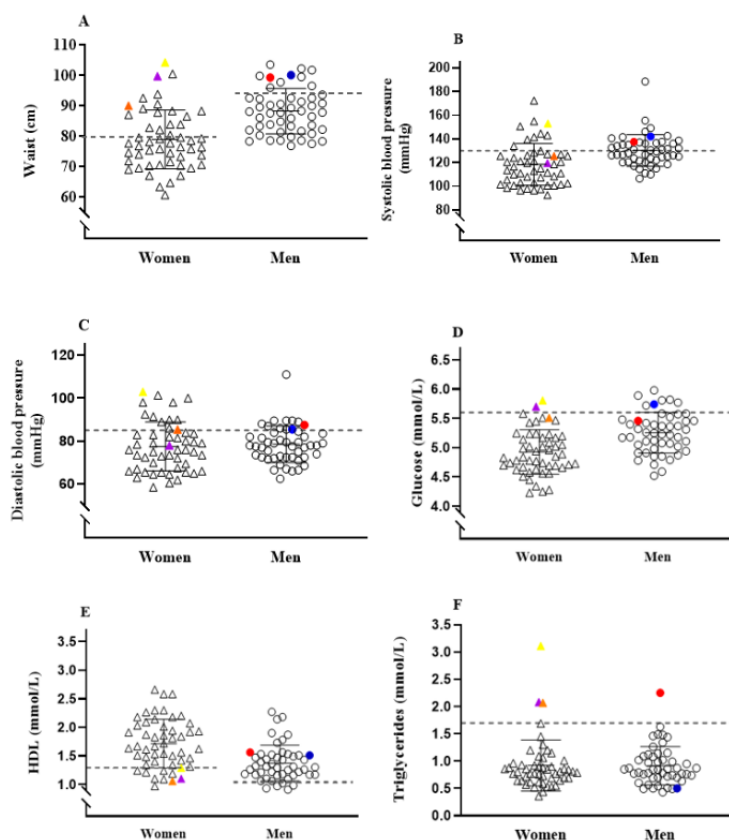 A
Waist (cm)
110
100
90
80
70
60
Women
Men
B
Systolic blood pressure
(mmHg)
200
180
160
140
120
100
80
Women
Men
C
Diastolic blood pressure
(mmHg)
120
100
80
60
Women
Men
D
Glucose (mmol/L)
6.5
6.0
5.5
5.0
4.5
4.0
Women
Men
E
HDL (mmol/L)
3.5
3.0
2.5
2.0
1.5
1.0
Women
Men
F
Triglycerides (mmol/L)
3.5
3.0
2.5
2.0
1.5
1.0
0.5
0.0
Women
Men